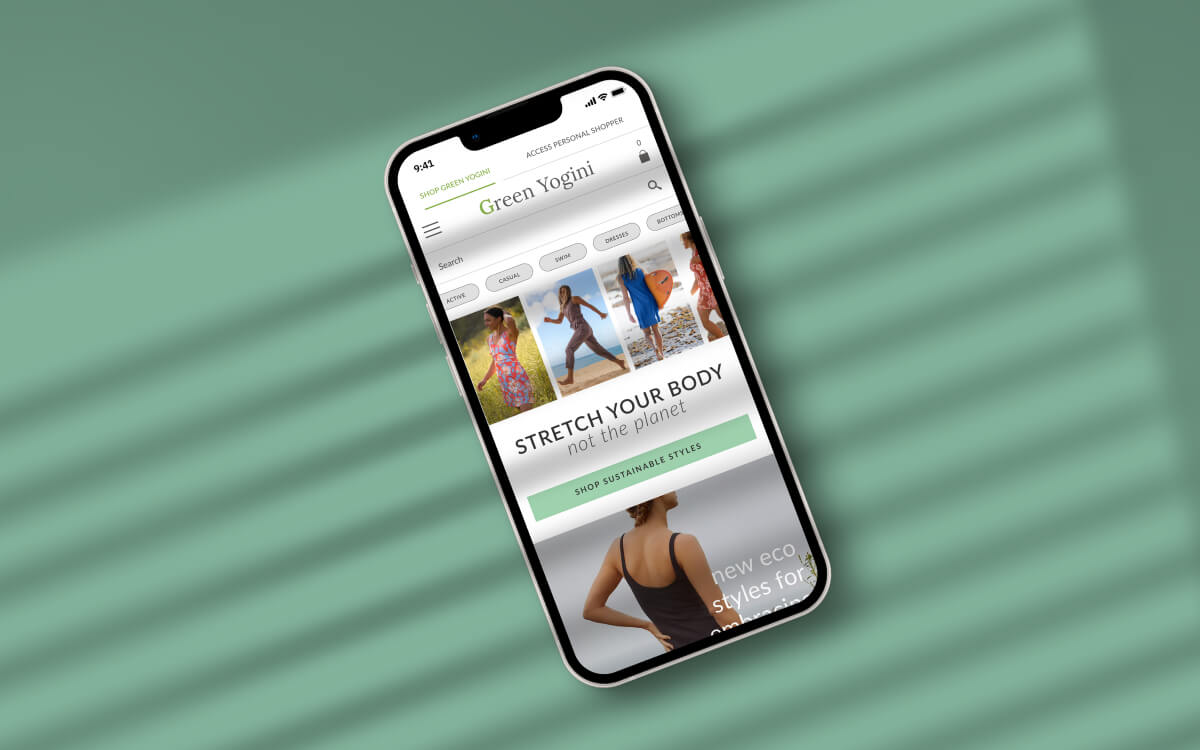 9:41
SHOP GREEN YOGINI
ACCESS PERSONAL SHOPPER
Green Yogini
0
Search
ACTIVE
CASUAL
SWIM
DRESSES
BOTTOMS
STRETCH YOUR BODY
not the planet
SHOP SUSTAINABLE STYLES
new eco
styles for
embracing